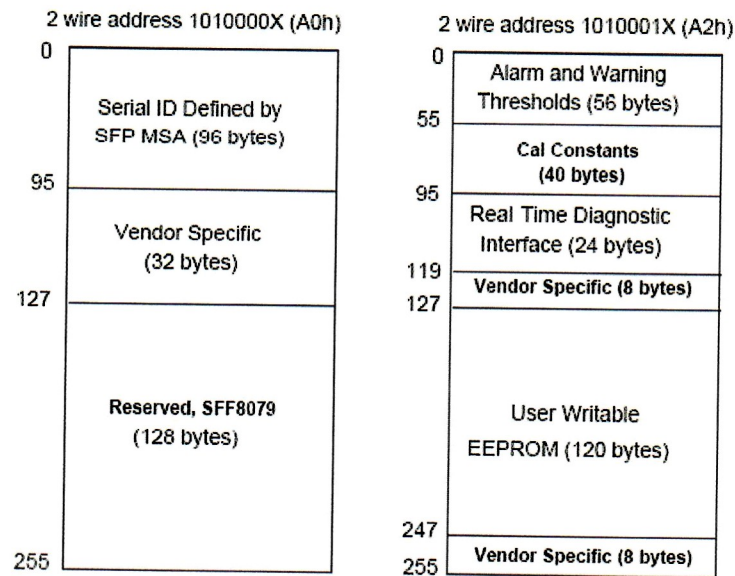 2 wire address 1010000X (A0h)
0
Serial ID Defined by
SFP MSA (96 bytes)
95
Vendor Specific
(32 bytes)
127
Reserved, SFF8079
(128 bytes)
255
2 wire address 1010001X (A2h)
0
Alarm and Warning
Thresholds (56 bytes)
55
Cal Constants
(40 bytes)
95
Real Time Diagnostic
Interface (24 bytes)
119
Vendor Specific (8 bytes)
127
User Writable
EEPROM (120 bytes)
247
Vendor Specific (8 bytes)
255